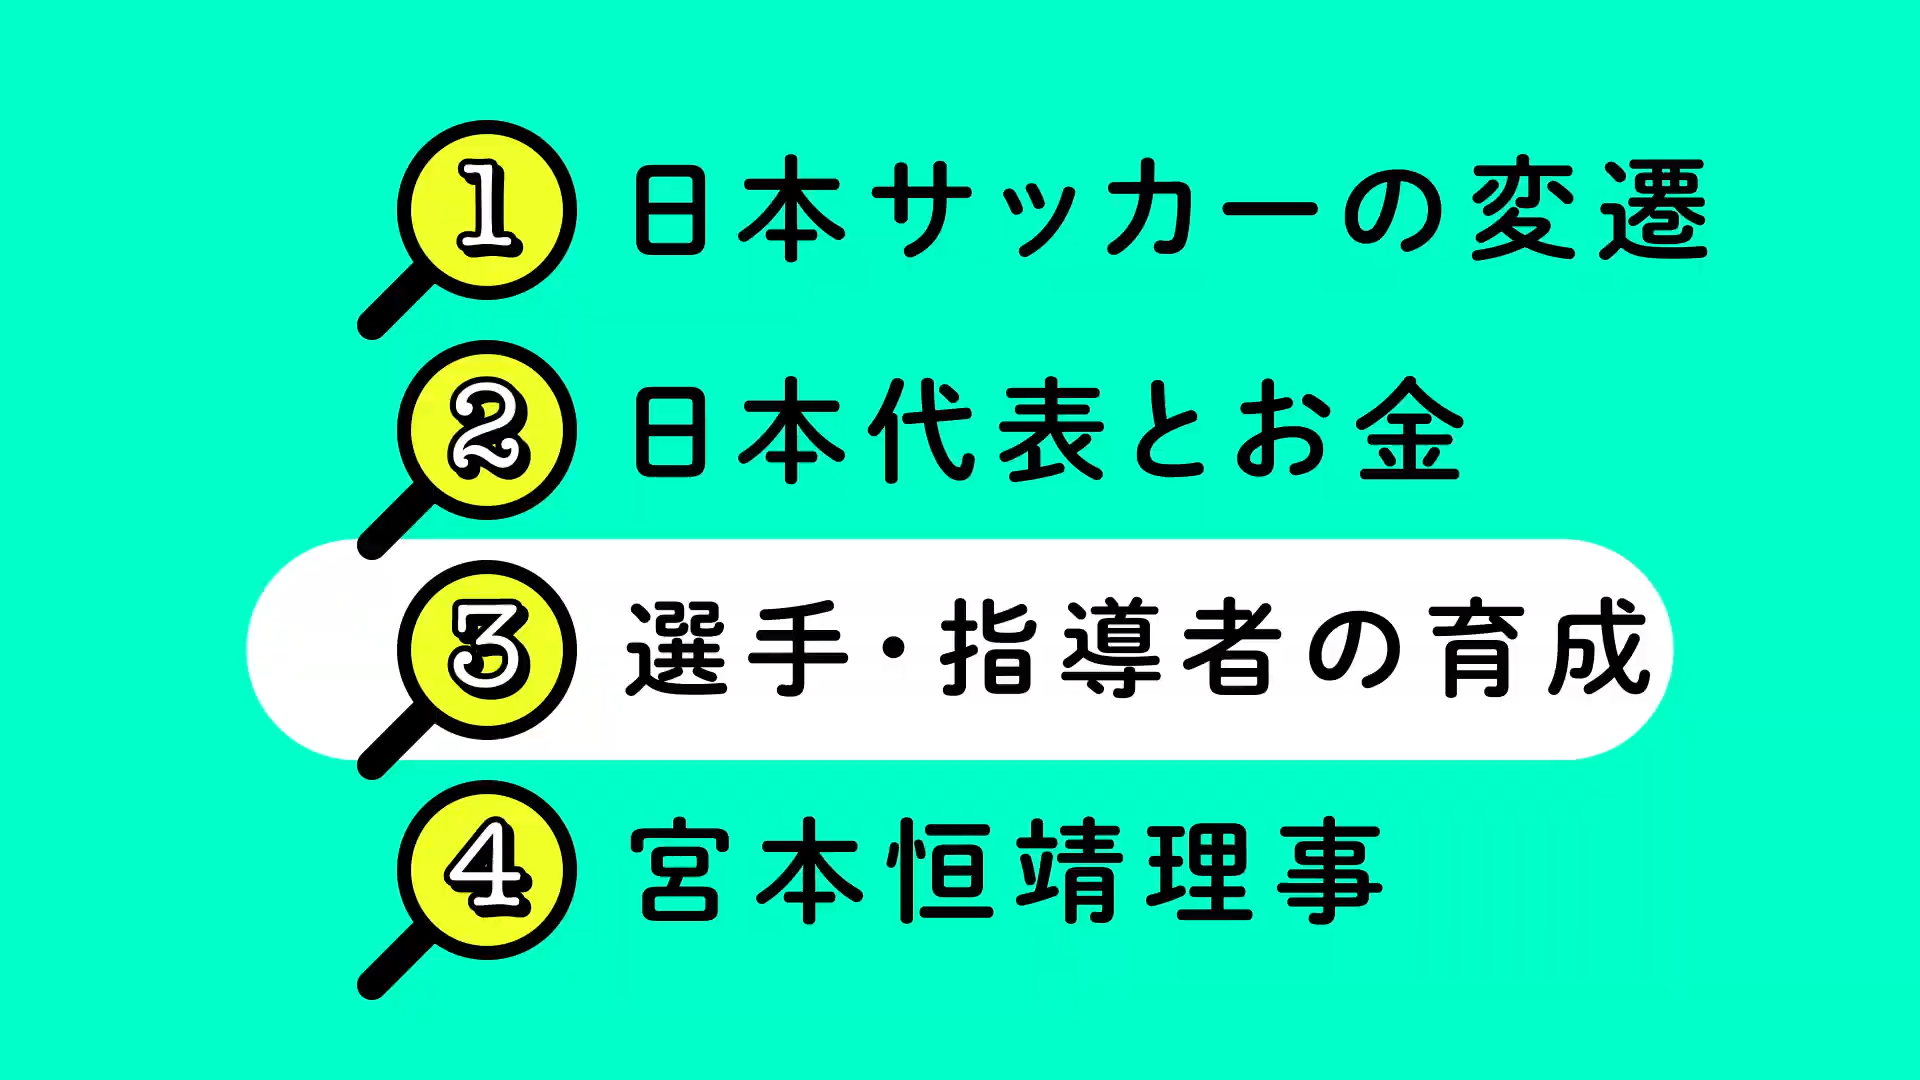 1 日本サッカーの変遷
2 日本代表とお金
3 選手・指導者の育成
4 宮本恒靖理事